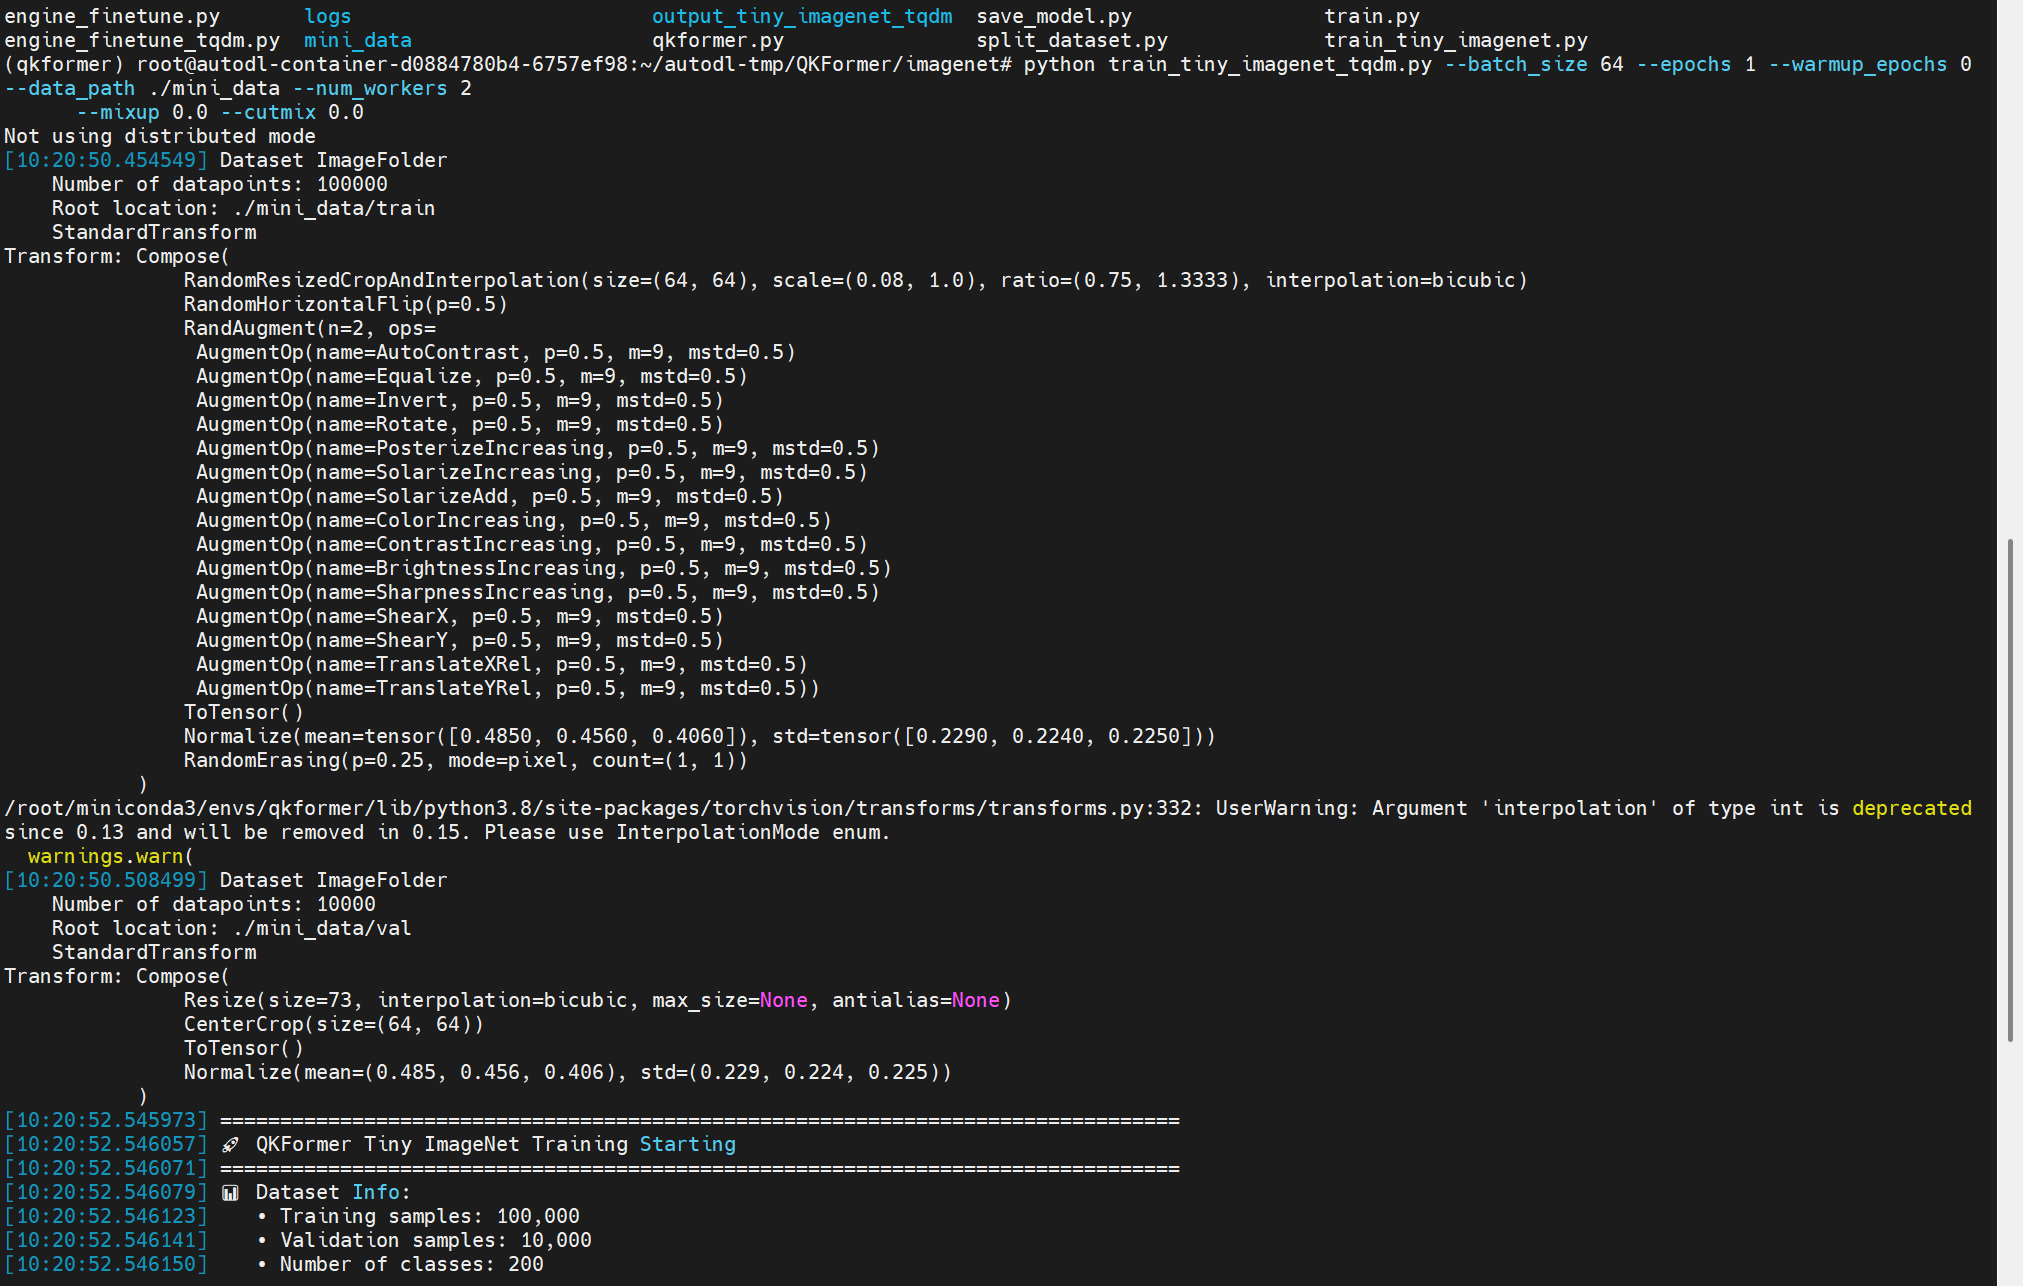 engine_finetune.py       logs                         output_tiny_imagenet_tqdm  save_model.py                train.py
engine_finetune_tqdm.py  mini_data                    qkformer.py                split_dataset.py             train_tiny_imagenet.py
(qkformer) root@autodl-container-d0884780b4-6757ef98:~/autodl-tmp/QKFormer/imagenet# python train_tiny_imagenet_tqdm.py --batch_size 64 --epochs 1 --warmup_epochs 0
--data_path ./mini_data --num_workers 2
      --mixup 0.0 --cutmix 0.0
Not using distributed mode
[10:20:50.454549] Dataset ImageFolder
    Number of datapoints: 100000
    Root location: ./mini_data/train
    StandardTransform
Transform: Compose(
               RandomResizedCropAndInterpolation(size=(64, 64), scale=(0.08, 1.0), ratio=(0.75, 1.3333), interpolation=bicubic)
               RandomHorizontalFlip(p=0.5)
               RandAugment(n=2, ops=
                AugmentOp(name=AutoContrast, p=0.5, m=9, mstd=0.5)
                AugmentOp(name=Equalize, p=0.5, m=9, mstd=0.5)
                AugmentOp(name=Invert, p=0.5, m=9, mstd=0.5)
                AugmentOp(name=Rotate, p=0.5, m=9, mstd=0.5)
                AugmentOp(name=PosterizeIncreasing, p=0.5, m=9, mstd=0.5)
                AugmentOp(name=SolarizeIncreasing, p=0.5, m=9, mstd=0.5)
                AugmentOp(name=SolarizeAdd, p=0.5, m=9, mstd=0.5)
                AugmentOp(name=ColorIncreasing, p=0.5, m=9, mstd=0.5)
                AugmentOp(name=ContrastIncreasing, p=0.5, m=9, mstd=0.5)
                AugmentOp(name=BrightnessIncreasing, p=0.5, m=9, mstd=0.5)
                AugmentOp(name=SharpnessIncreasing, p=0.5, m=9, mstd=0.5)
                AugmentOp(name=ShearX, p=0.5, m=9, mstd=0.5)
                AugmentOp(name=ShearY, p=0.5, m=9, mstd=0.5)
                AugmentOp(name=TranslateXRel, p=0.5, m=9, mstd=0.5)
                AugmentOp(name=TranslateYRel, p=0.5, m=9, mstd=0.5))
               ToTensor()
               Normalize(mean=tensor([0.4850, 0.4560, 0.4060]), std=tensor([0.2290, 0.2240, 0.2250]))
               RandomErasing(p=0.25, mode=pixel, count=(1, 1))
           )
/root/miniconda3/envs/qkformer/lib/python3.8/site-packages/torchvision/transforms/transforms.py:332: UserWarning: Argument 'interpolation' of type int is deprecated
since 0.13 and will be removed in 0.15. Please use InterpolationMode enum.
  warnings.warn(
[10:20:50.508499] Dataset ImageFolder
    Number of datapoints: 10000
    Root location: ./mini_data/val
    StandardTransform
Transform: Compose(
               Resize(size=73, interpolation=bicubic, max_size=None, antialias=None)
               CenterCrop(size=(64, 64))
               ToTensor()
               Normalize(mean=(0.485, 0.456, 0.406), std=(0.229, 0.224, 0.225))
           )
[10:20:52.545973] ================================================================================
[10:20:52.546057] 🚀 QKFormer Tiny ImageNet Training Starting
[10:20:52.546071] ================================================================================
[10:20:52.546079] 📊 Dataset Info:
[10:20:52.546123]    • Training samples: 100,000
[10:20:52.546141]    • Validation samples: 10,000
[10:20:52.546150]    • Number of classes: 200